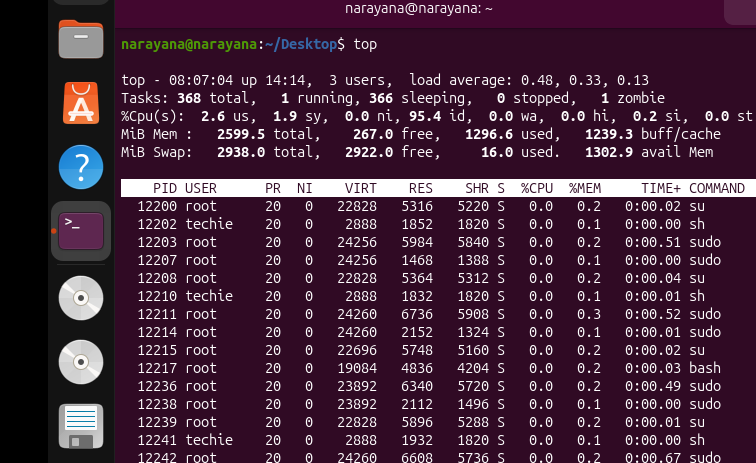 narayana@narayana: ~
narayana@narayana:~/Desktop$ top
top - 08:07:04 up 14:14,  3 users,  load average: 0.48, 0.33, 0.13
Tasks: 368 total,   1 running, 366 sleeping,   0 stopped,   1 zombie
%Cpu(s):  2.6 us,  1.9 sy,  0.0 ni, 95.4 id,  0.0 wa,  0.0 hi,  0.2 si,  0.0 st
MiB Mem :   2599.5 total,    267.0 free,   1296.6 used,   1239.3 buff/cache
MiB Swap:   2938.0 total,   2922.0 free,     16.0 used.   1302.9 avail Mem
PID USER      PR  NI    VIRT    RES    SHR S  %CPU  %MEM     TIME+ COMMAND
12200 root      20   0   22828   5316   5220 S   0.0   0.2   0:00.02 su
12202 techie    20   0    2888   1852   1820 S   0.0   0.1   0:00.00 sh
12203 root      20   0   24256   5984   5840 S   0.0   0.2   0:00.51 sudo
12207 root      20   0   24256   1468   1388 S   0.0   0.1   0:00.00 sudo
12208 root      20   0   22828   5364   5312 S   0.0   0.2   0:00.04 su
12210 techie    20   0    2888   1832   1820 S   0.0   0.1   0:00.01 sh
12211 root      20   0   24260   6736   5908 S   0.0   0.3   0:00.52 sudo
12214 root      20   0   24260   2152   1324 S   0.0   0.1   0:00.01 sudo
12215 root      20   0   22696   5748   5160 S   0.0   0.2   0:00.02 su
12217 root      20   0   19084   4836   4204 S   0.0   0.2   0:00.03 bash
12236 root      20   0   23892   6340   5720 S   0.0   0.2   0:00.49 sudo
12238 root      20   0   23892   2112   1496 S   0.0   0.1   0:00.00 sudo
12239 root      20   0   22828   5896   5288 S   0.0   0.2   0:00.01 su
12241 techie    20   0    2888   1932   1820 S   0.0   0.1   0:00.00 sh
12242 root      20   0   24260   6608   5736 S   0.0   0.2   0:00.67 sudo